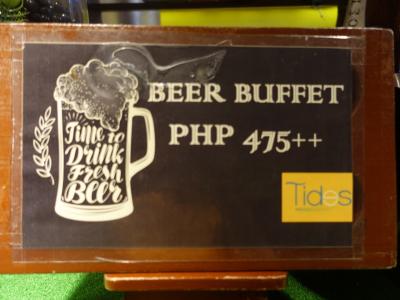 BEER BUFFET
PHP 475++
Time to
Drink
Fresh
Beer
Tides